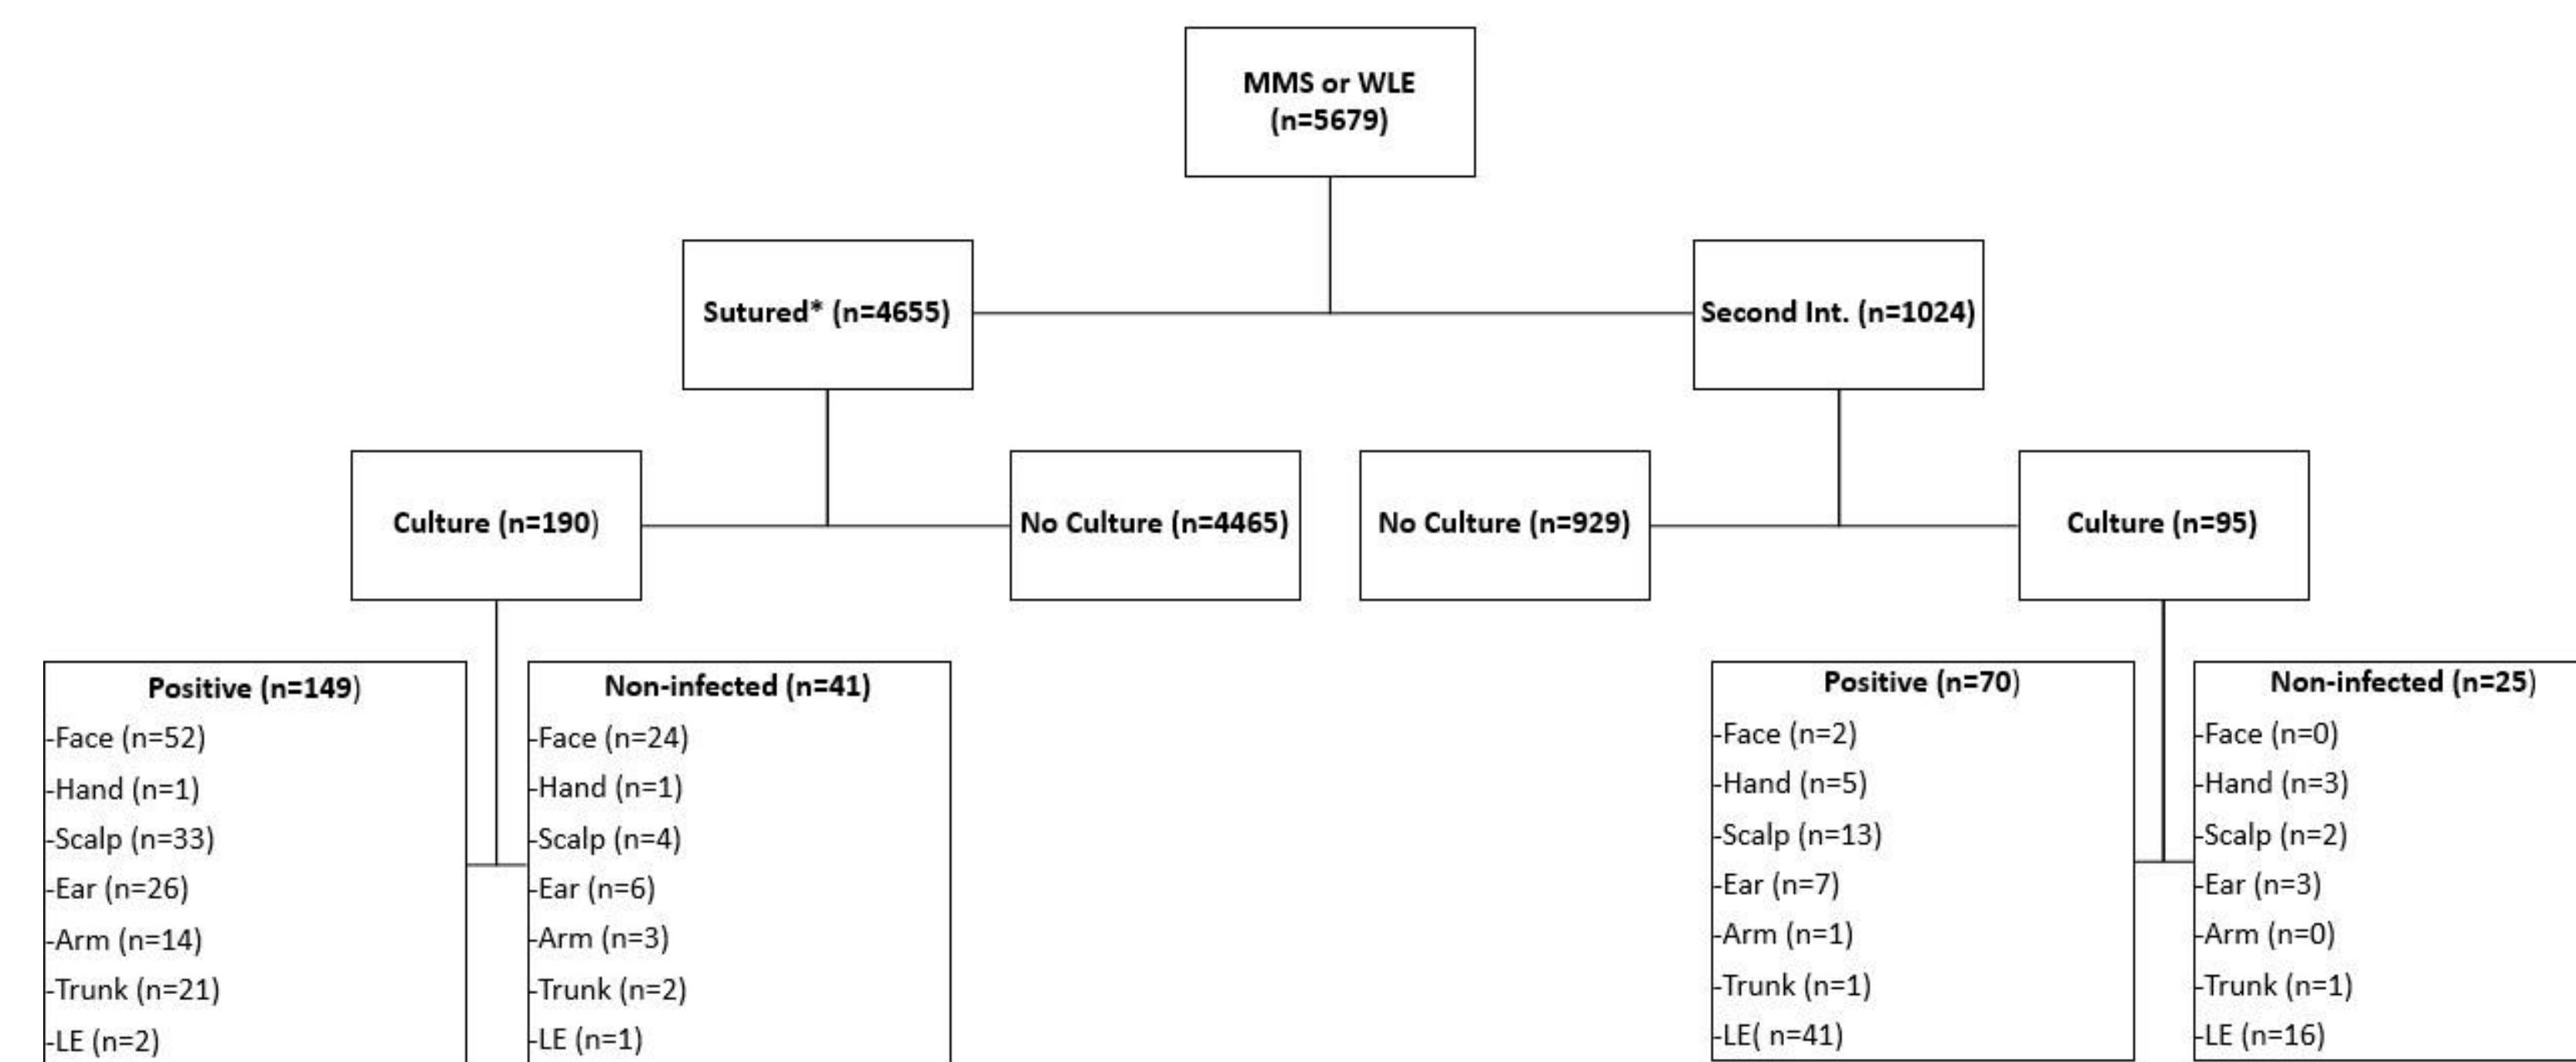 MMS or WLE
(n=5679)
Sutured* (n=4655)
Second Int. (n=1024)
Culture (n=190)
No Culture (n=4465)
No Culture (n=929)
Culture (n=95)
Positive (n=149)
-Face (n=52)
-Hand (n=1)
-Scalp (n=33)
-Ear (n=26)
-Arm (n=14)
-Trunk (n=21)
-LE (n=2)
Non-infected (n=41)
-Face (n=24)
-Hand (n=1)
-Scalp (n=4)
-Ear (n=6)
-Arm (n=3)
-Trunk (n=2)
-LE (n=1)
Positive (n=70)
-Face (n=2)
-Hand (n=5)
-Scalp (n=13)
-Ear (n=7)
-Arm (n=1)
-Trunk (n=1)
-LE( n=41)
Non-infected (n=25)
-Face (n=0)
-Hand (n=3)
-Scalp (n=2)
-Ear (n=3)
-Arm (n=0)
-Trunk (n=1)
-LE (n=16)